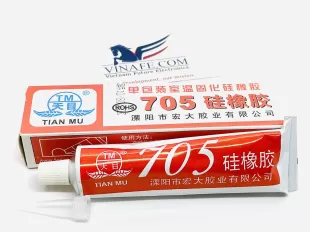 VINAFE.COM
Vietnam Future Electronics
TM
天目
TIAN MU
单包装室温固化硅橡胶
ROHS
705 硅橡胶
溧阳市宏大胶业有限公司
使用方法：
TM
天目
TIAN MU
705 硅橡胶
溧阳市宏大胶业有限公司